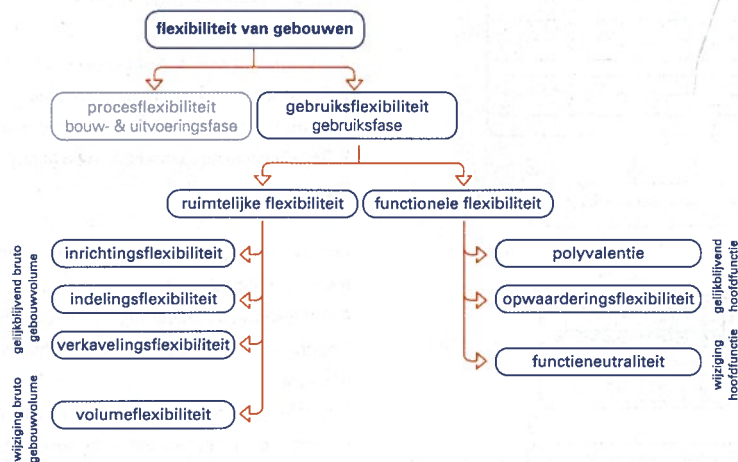 flexibiliteit van gebouwen
procesflexibiliteit
bouw- & uitvoeringsfase
gebruiksflexibiliteit
gebruiksfase
ruimtelijke flexibiliteit
functionele flexibiliteit
gelijkblijvend bruto
gebouwvolume
inrichtingsflexibiliteit
indelingsflexibiliteit
verkavelingsflexibiliteit
wijziging bruto
gebouwvolume
volumeflexibiliteit
polyvalentie
opwaarderingsflexibiliteit
gelijkblijvend
hoofdfunctie
functieneutraliteit
wijziging
hoofdfunctie